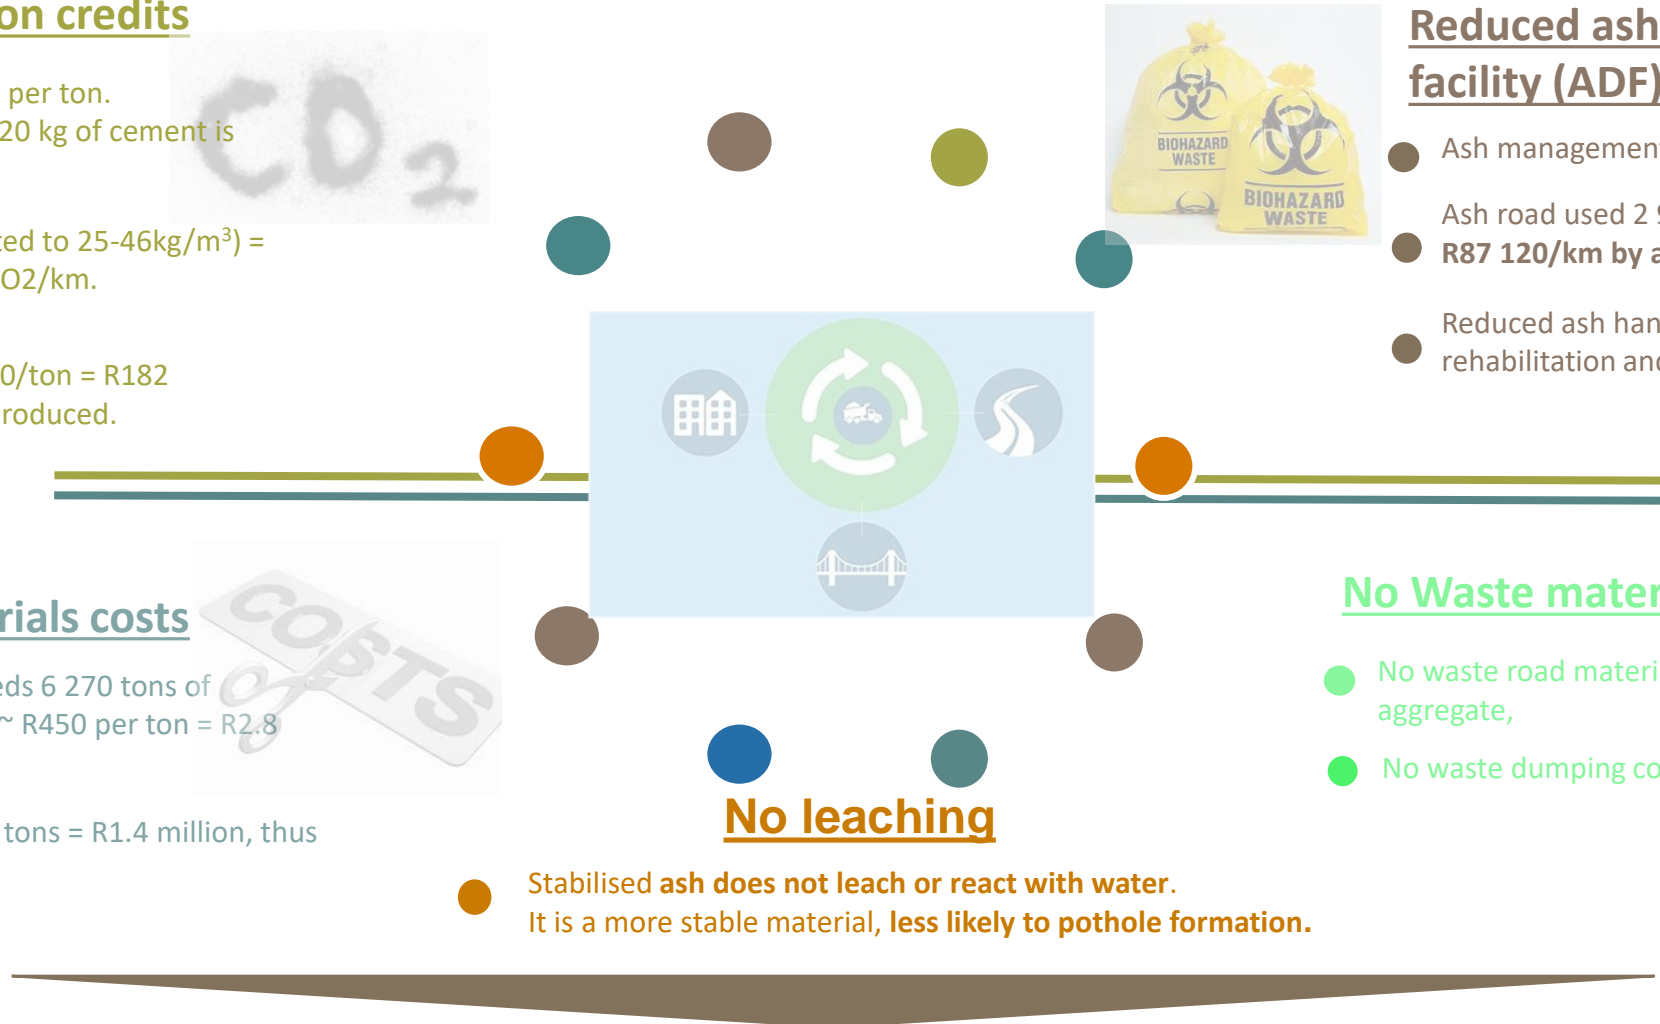 on credits
per ton.
20 kg of cement is
ted to 25-46kg/m³) =
O2/km.
0/ton = R182
roduced.
CO2
BIOHAZARD
WASTE
BIOHAZARD
WASTE
Reduced ash
facility (ADF)
Ash management
Ash road used 2 9
R87 120/km by a
Reduced ash han
rehabilitation and
rials costs
eds 6 270 tons of
~ R450 per ton = R2.8
tons = R1.4 million, thus
COSTS
No Waste mater
No waste road materi
aggregate,
No waste dumping co
No leaching
Stabilised ash does not leach or react with water.
It is a more stable material, less likely to pothole formation.